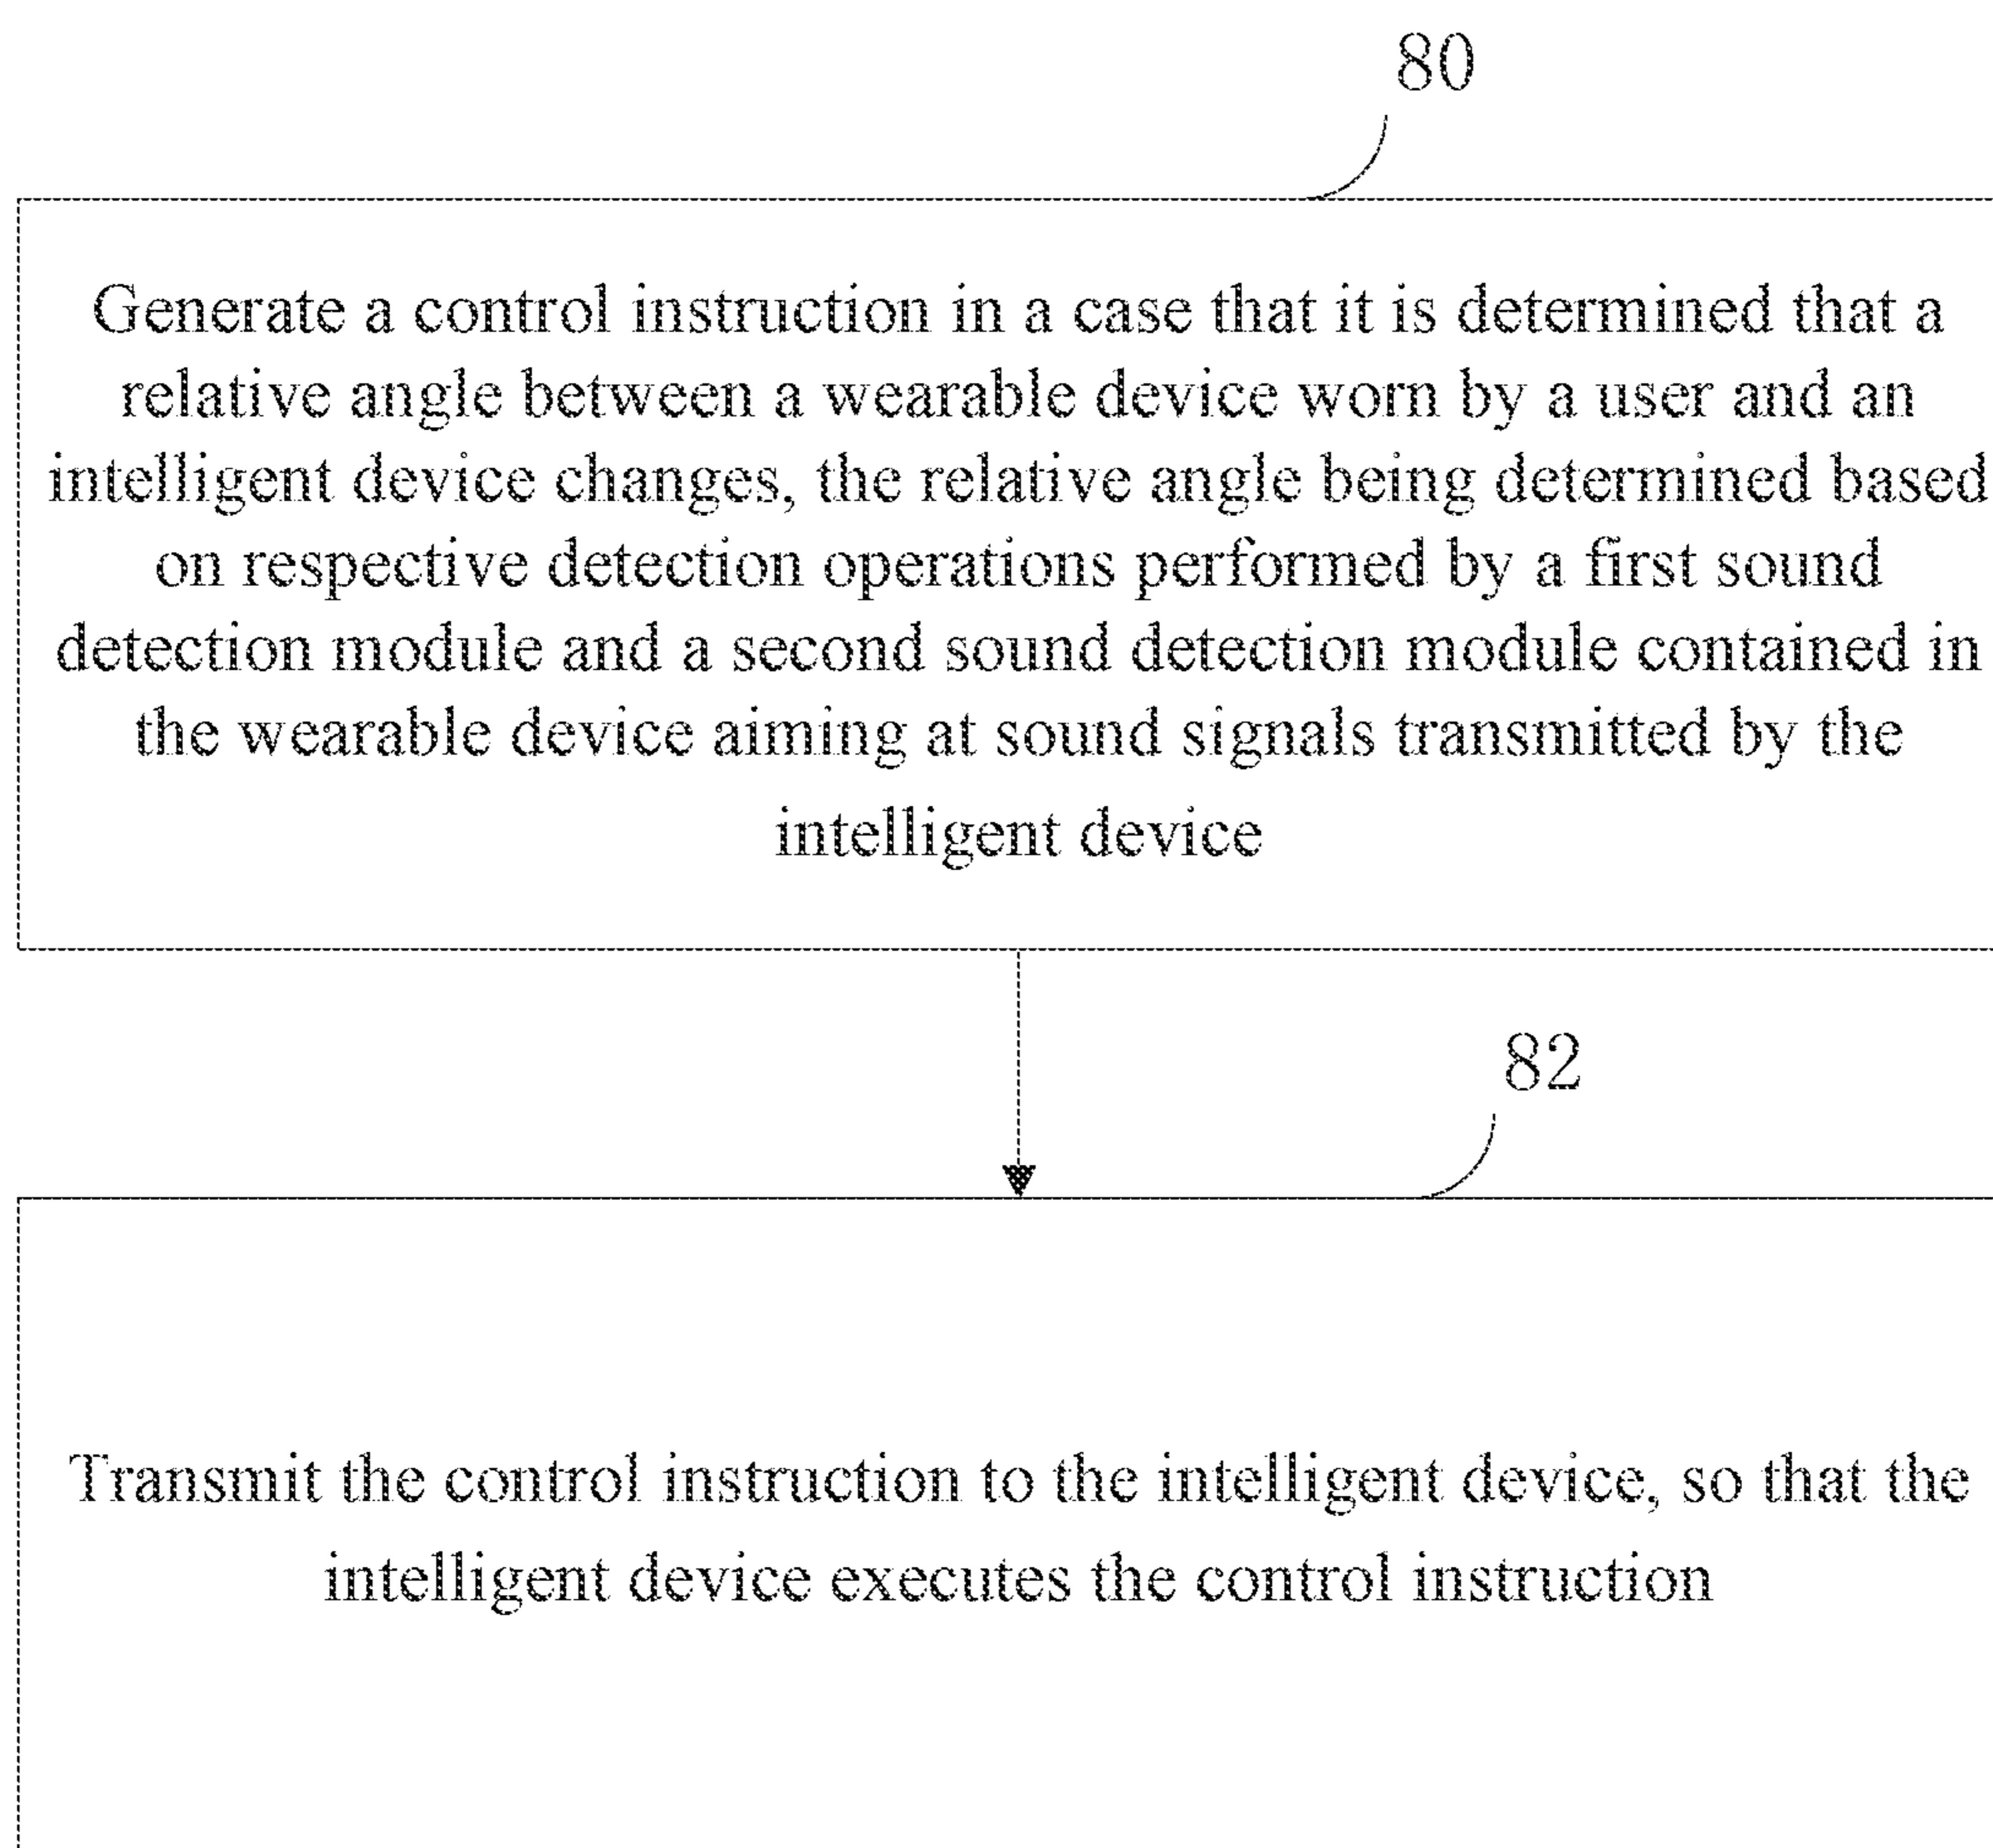 80
Generate a control instruction in a case that it is determined that a
relative angle between a wearable device worn by a user and an
intelligent device changes, the relative angle being determined based
on respective detection operations performed by a first sound
detection module and a second sound detection module contained in
the wearable device aiming at sound signals transmitted by the
intelligent device
82
Transmit the control instruction to the intelligent device, so that the
intelligent device executes the control instruction